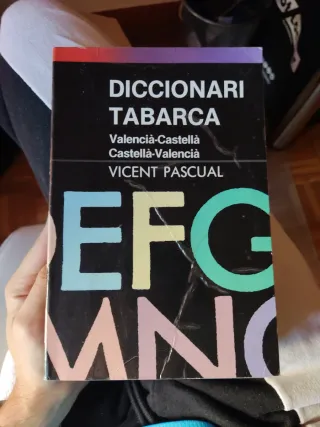 DICCIONARI
TABARCA
Valencià-Castellà
Castellà-Valencià
VICENT PASCUAL
EFG
MNO